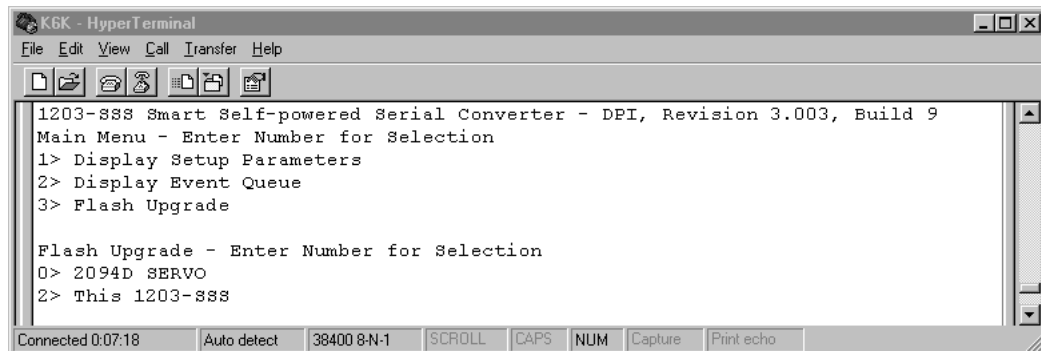 K6K - HyperTerminal
File Edit View Call Transfer Help
1203-SSS Smart Self-powered Serial Converter - DPI, Revision 3.003, Build 9
Main Menu - Enter Number for Selection
1> Display Setup Parameters
2> Display Event Queue
3> Flash Upgrade
Flash Upgrade - Enter Number for Selection
0> 2094D SERVO
2> This 1203-SSS
Connected 0:07:18 Auto detect 38400 8-N-1 SCROLL CAPS NUM Capture Print echo